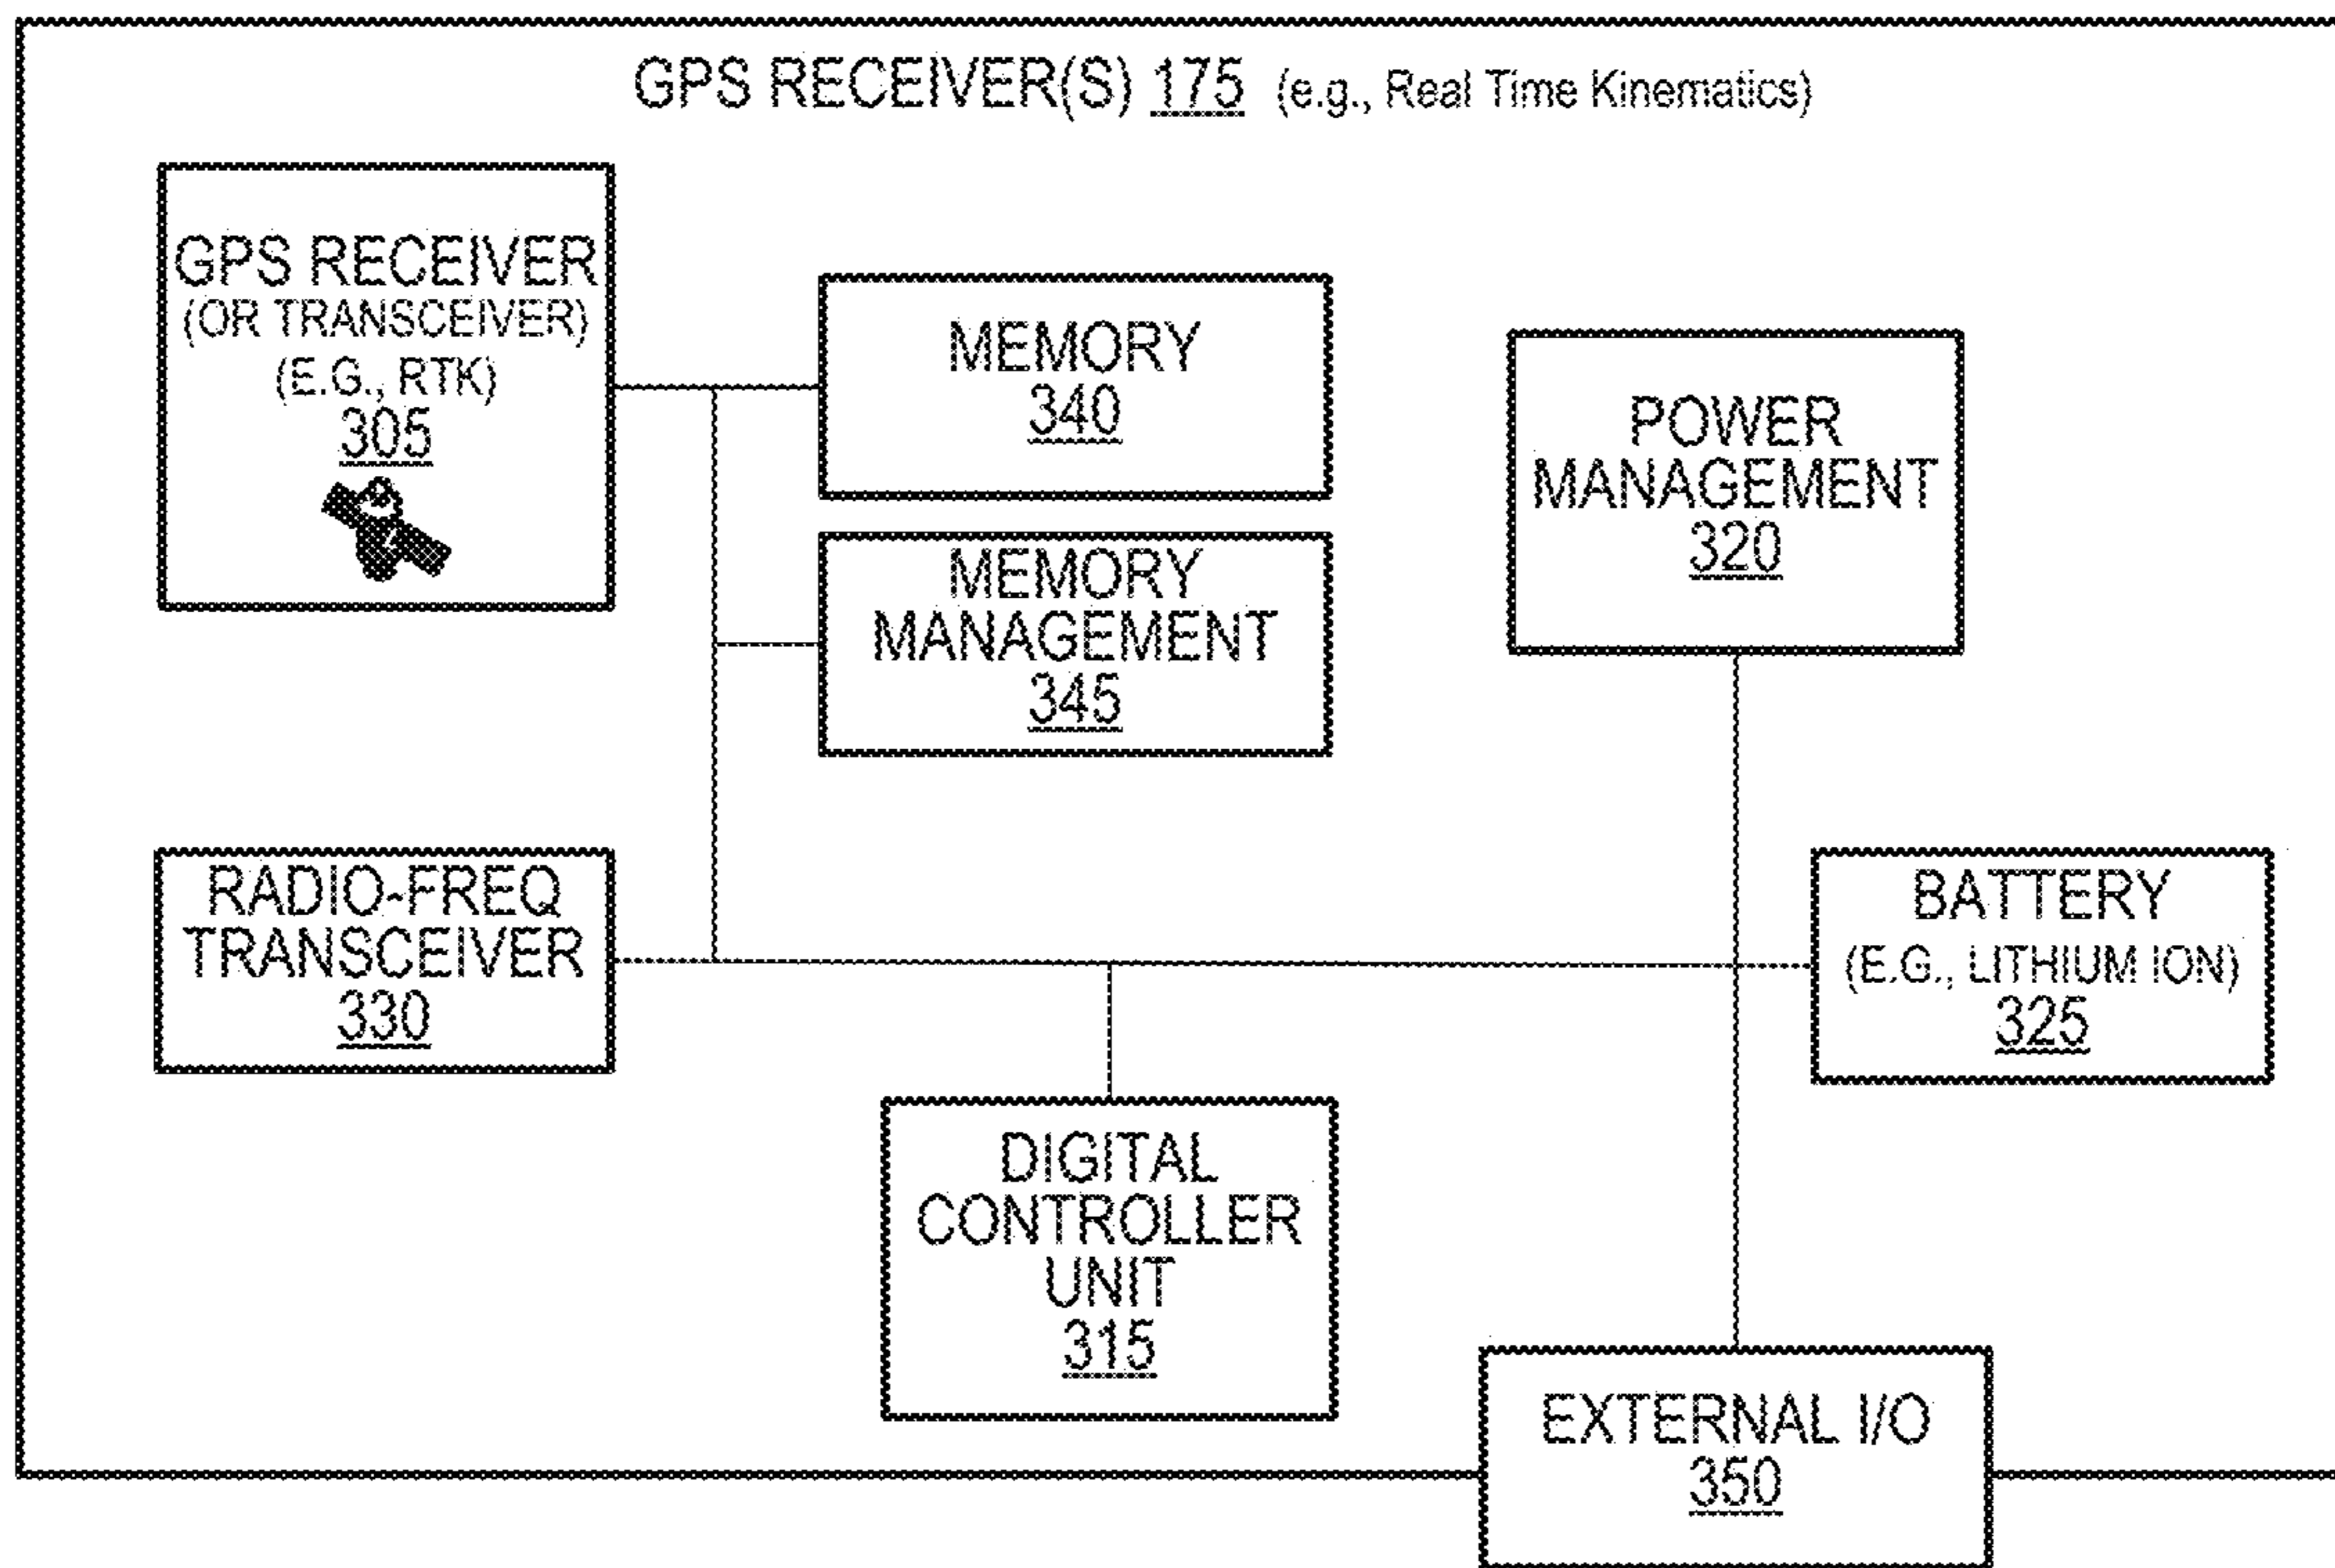 GPS RECEIVER(S) 175 (e.g., Real Time Kinematics)
GPS RECEIVER
(OR TRANSCEIVER)
(E.G., RTK)
305
MEMORY
340
MEMORY
MANAGEMENT
345
POWER
MANAGEMENT
320
RADIO-FREQ
TRANSCEIVER
330
BATTERY
(E.G., LITHIUM ION)
325
DIGITAL
CONTROLLER
UNIT
315
EXTERNAL I/O
350